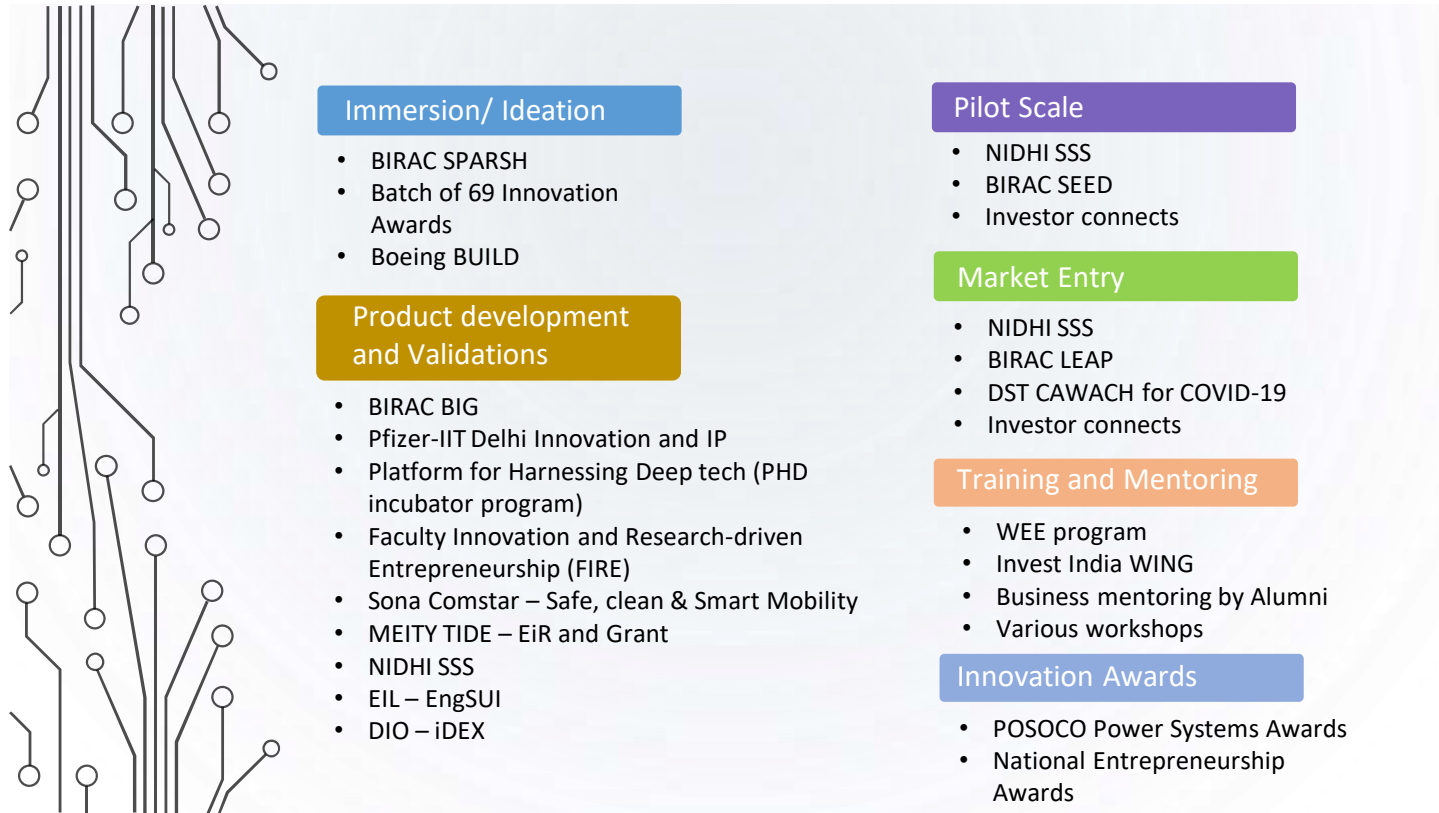 Immersion/ Ideation
• BIRAC SPARSH
• Batch of 69 Innovation
Awards
• Boeing BUILD
Product development
and Validations
• BIRAC BIG
• Pfizer-IIT Delhi Innovation and IP
• Platform for Harnessing Deep tech (PHD
incubator program)
• Faculty Innovation and Research-driven
Entrepreneurship (FIRE)
• Sona Comstar – Safe, clean & Smart Mobility
• MEITY TIDE – EiR and Grant
• NIDHI SSS
• EIL – EngSUI
• DIO – iDEX
Pilot Scale
• NIDHI SSS
• BIRAC SEED
• Investor connects
Market Entry
• NIDHI SSS
• BIRAC LEAP
• DST CAWACH for COVID-19
• Investor connects
Training and Mentoring
• WEE program
• Invest India WING
• Business mentoring by Alumni
• Various workshops
Innovation Awards
• POSOCO Power Systems Awards
• National Entrepreneurship
Awards